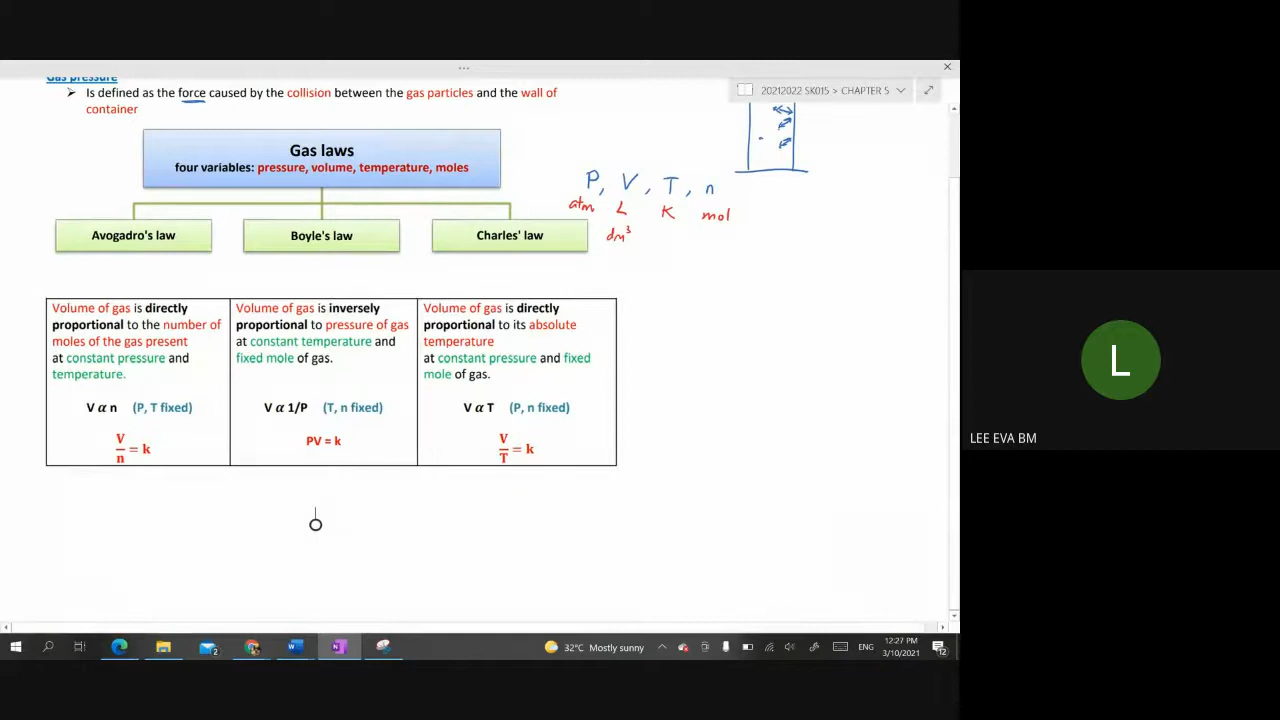 Gas pressure
➤ Is defined as the force caused by the collision between the gas particles and the wall of
container
20212022 SK015 > CHAPTER 5
Gas laws
four variables: pressure, volume, temperature, moles
P, V, T, n
atm L K mol
dm³
Avogadro's law
Boyle's law
Charles' law
Volume of gas is directly
proportional to the number of
moles of the gas present
at constant pressure and
temperature.
V α n (P, T fixed)
V/n = k
Volume of gas is inversely
proportional to pressure of gas
at constant temperature and
fixed mole of gas.
V α 1/P (T, n fixed)
PV = k
Volume of gas is directly
proportional to its absolute
temperature
at constant pressure and fixed
mole of gas.
V α T (P, n fixed)
V/T = k
L
LEE EVA BM
32°C Mostly sunny
ENG
12:27 PM
3/10/2021
12
2